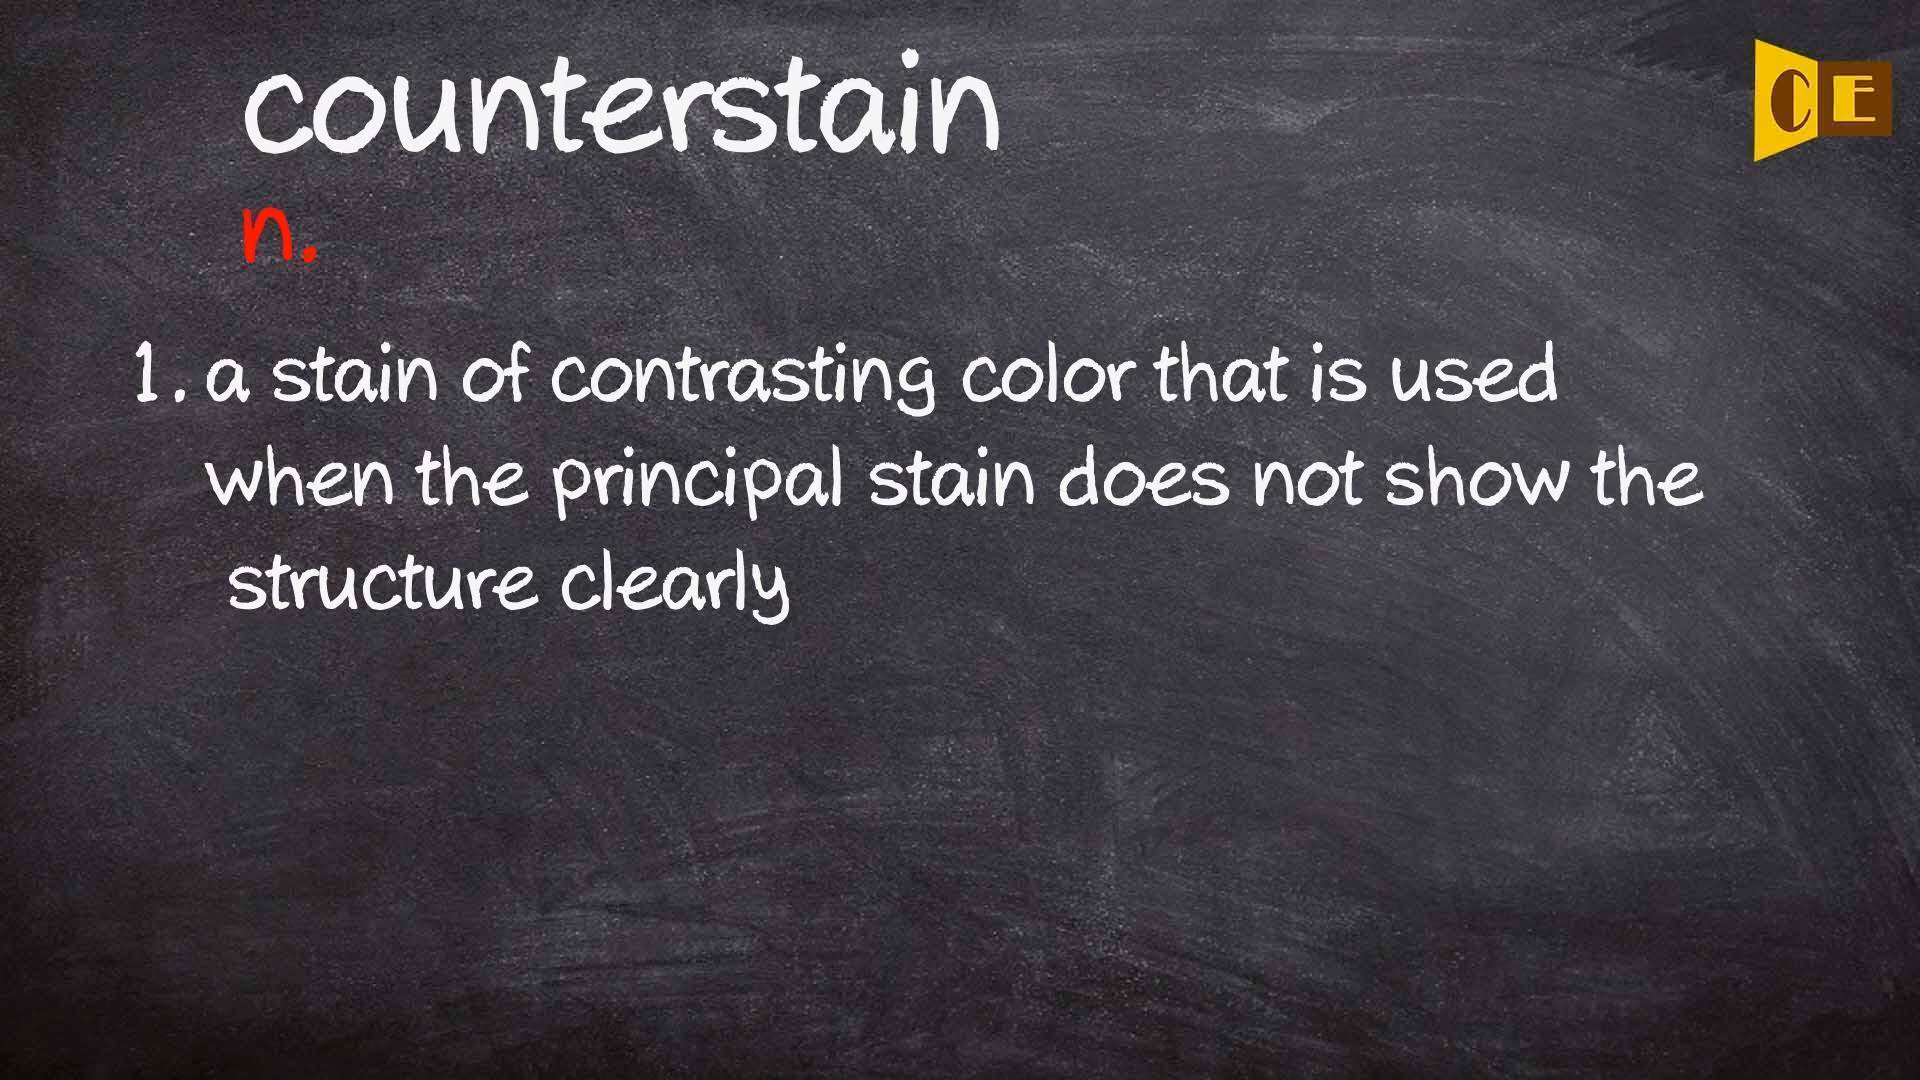 counterstain
CE
n.
1. a stain of contrasting color that is used
when the principal stain does not show the
structure clearly